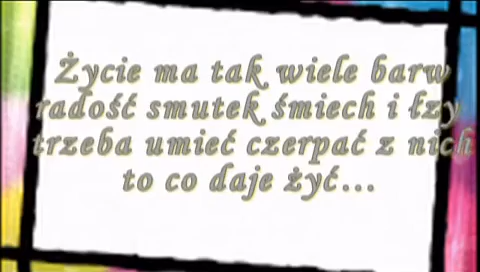 Życie ma tak wiele barw
radość smutek śmiech i łzy
trzeba umieć czerpać z nich
to co daje żyć...